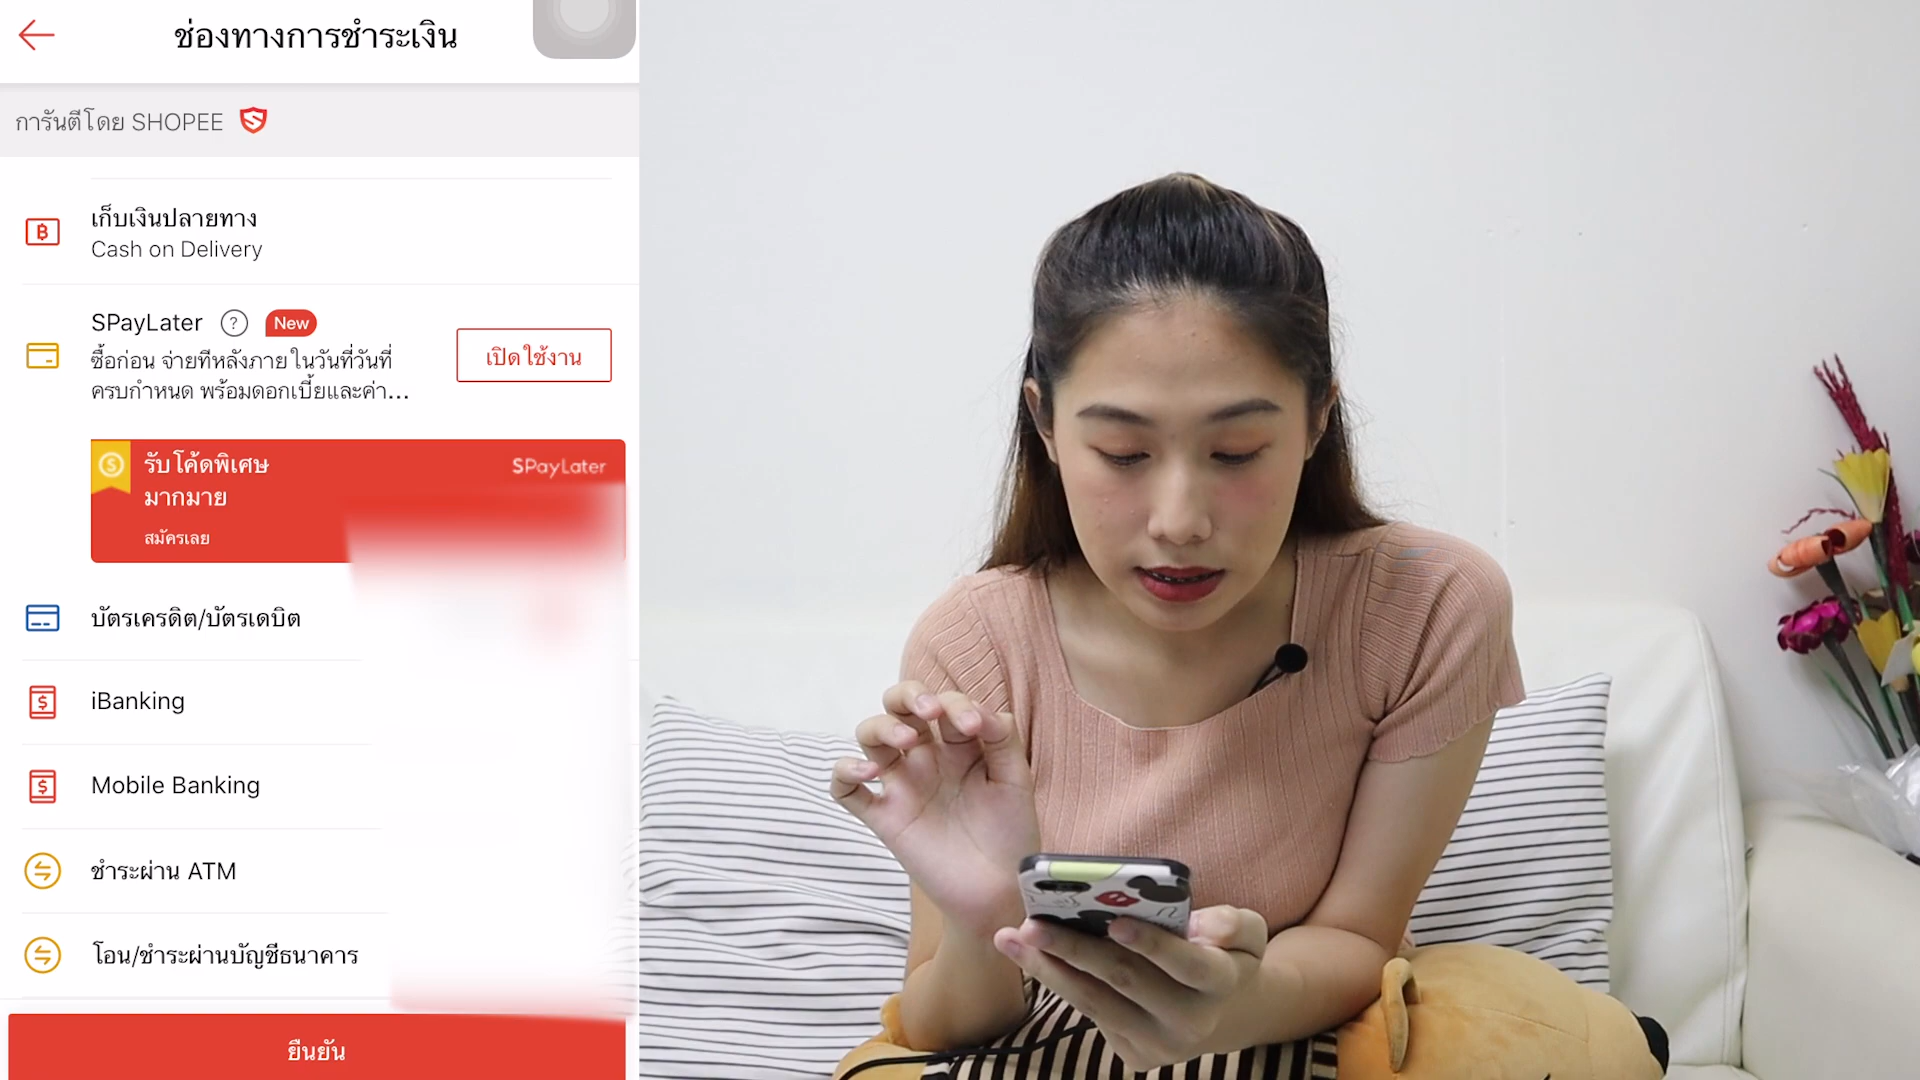 ช่องทางการชำระเงิน
การันตีโดย SHOPEE
เก็บเงินปลายทาง
Cash on Delivery
SPayLater ? New
ซื้อก่อน จ่ายทีหลังภายในวันที่วันที่
ครบกำหนด พร้อมดอกเบี้ยและค่า...
เปิดใช้งาน
รับโค้ดพิเศษ
มากมาย
SPayLater
สมัครเลย
บัตรเครดิต/บัตรเดบิต
iBanking
Mobile Banking
ชำระผ่าน ATM
โอน/ชำระผ่านบัญชีธนาคาร
ยืนยัน